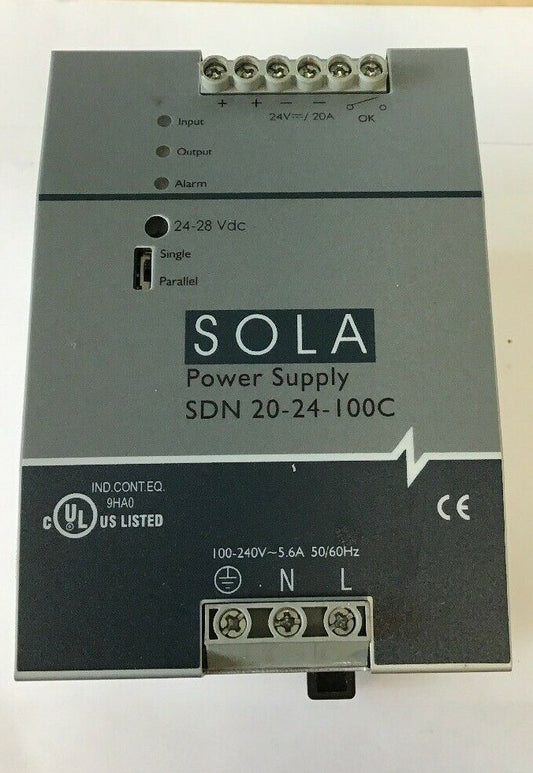 + + − −
24V⎓/ 20A OK
Input
Output
Alarm
24-28 Vdc
Single
Parallel
SOLA
Power Supply
SDN 20-24-100C
IND.CONT.EQ.
9HA0
C UL US LISTED
CE
100-240V~5.6A 50/60Hz
N L